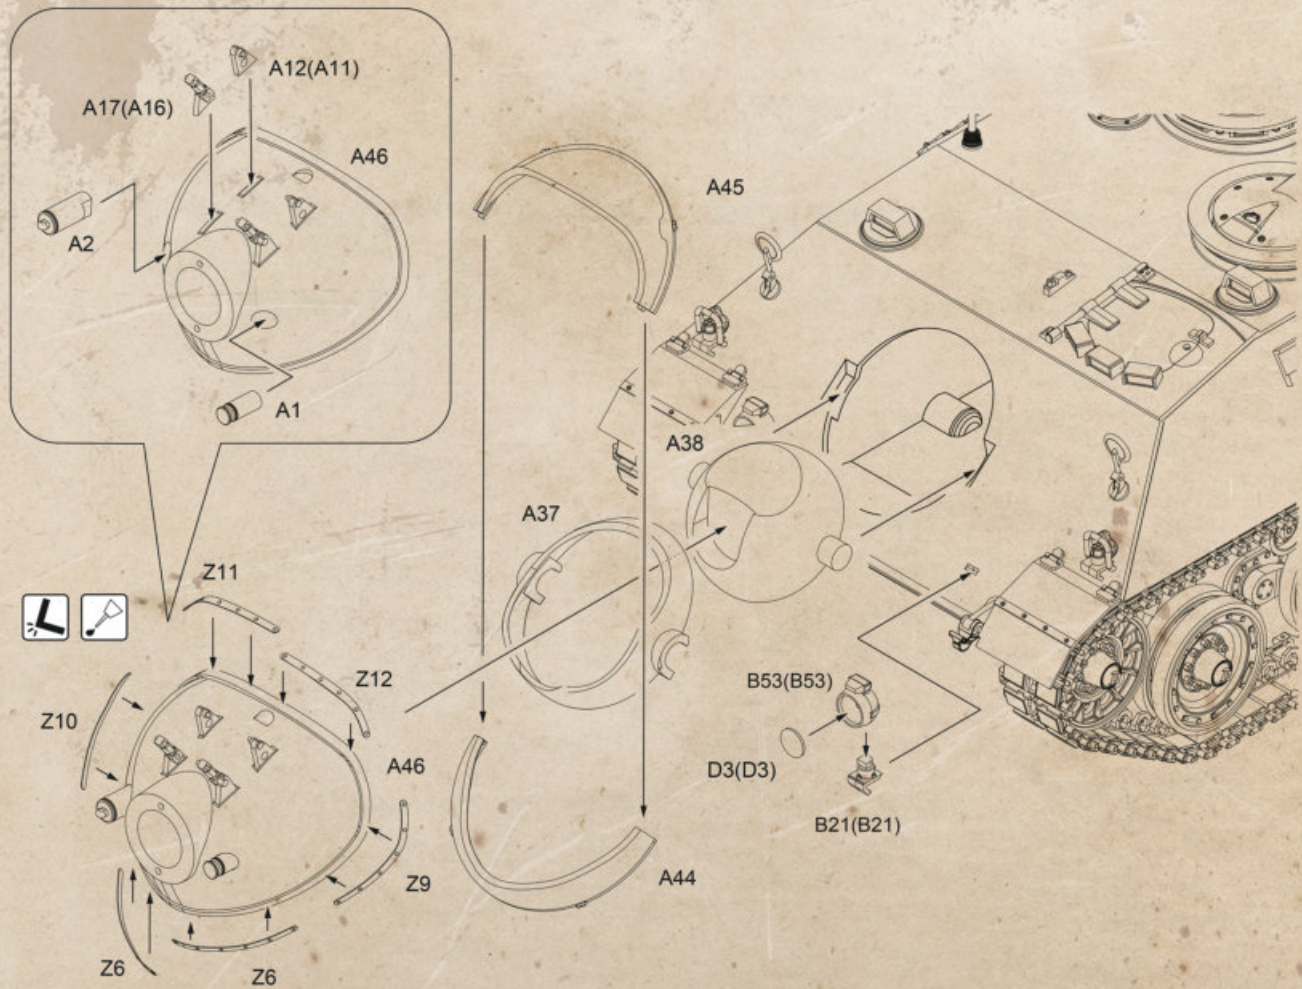 A12(A11)
A17(A16)
A46
A45
A2
A1
A38
A37
Z11
Z12
B53(B53)
Z10
A46
D3(D3)
B21(B21)
Z9
A44
Z6
Z6